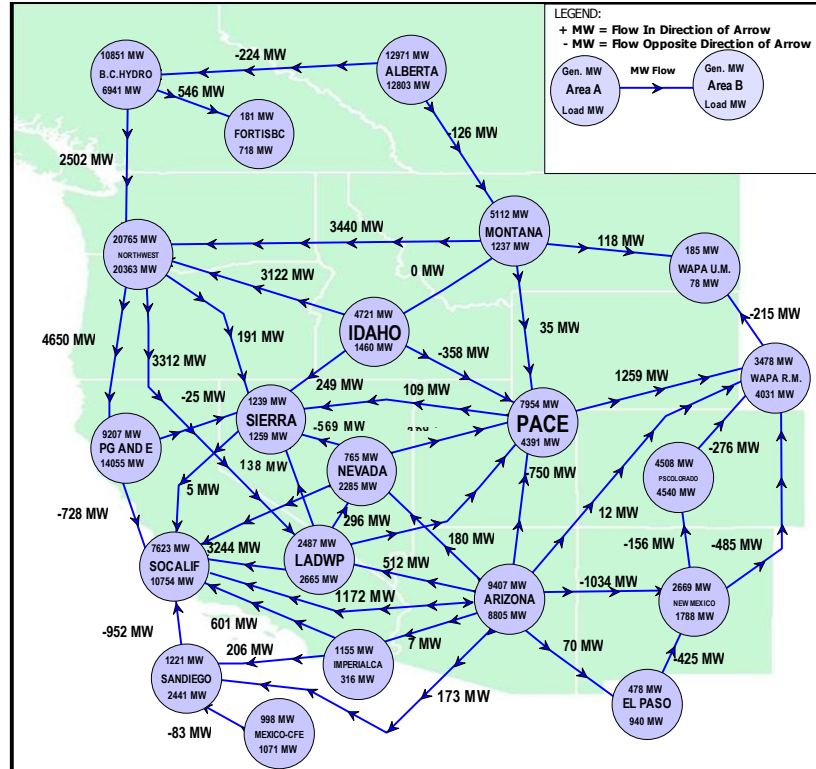 LEGEND:
+ MW = Flow In Direction of Arrow
- MW = Flow Opposite Direction of Arrow
Gen. MW
Area A
Load MW
MW Flow
Gen. MW
Area B
Load MW
10851 MW
B.C.HYDRO
6941 MW
-224 MW
12971 MW
ALBERTA
12803 MW
546 MW
181 MW
FORTISBC
718 MW
-126 MW
2502 MW
20765 MW
NORTHWEST
20363 MW
3440 MW
5112 MW
MONTANA
1237 MW
118 MW
185 MW
WAPA U.M.
78 MW
0 MW
3122 MW
-215 MW
4721 MW
IDAHO
1460 MW
35 MW
4650 MW
3312 MW
191 MW
-358 MW
3478 MW
WAPA R.M.
4031 MW
1259 MW
249 MW
109 MW
-25 MW
1239 MW
SIERRA
1259 MW
7954 MW
PACE
4391 MW
9207 MW
PG AND E
14055 MW
-569 MW
138 MW
765 MW
NEVADA
2285 MW
-276 MW
4508 MW
PSCOLORADO
4540 MW
-750 MW
5 MW
12 MW
-728 MW
296 MW
180 MW
-156 MW
-485 MW
7623 MW
SOCALIF
10754 MW
3244 MW
2487 MW
LADWP
2665 MW
512 MW
9407 MW
ARIZONA
8805 MW
-1034 MW
2669 MW
NEW MEXICO
1788 MW
1172 MW
601 MW
-952 MW
206 MW
1155 MW
IMPERIALCA
316 MW
7 MW
70 MW
-425 MW
1221 MW
SANDIEGO
2441 MW
173 MW
478 MW
EL PASO
940 MW
-83 MW
998 MW
MEXICO-CFE
1071 MW